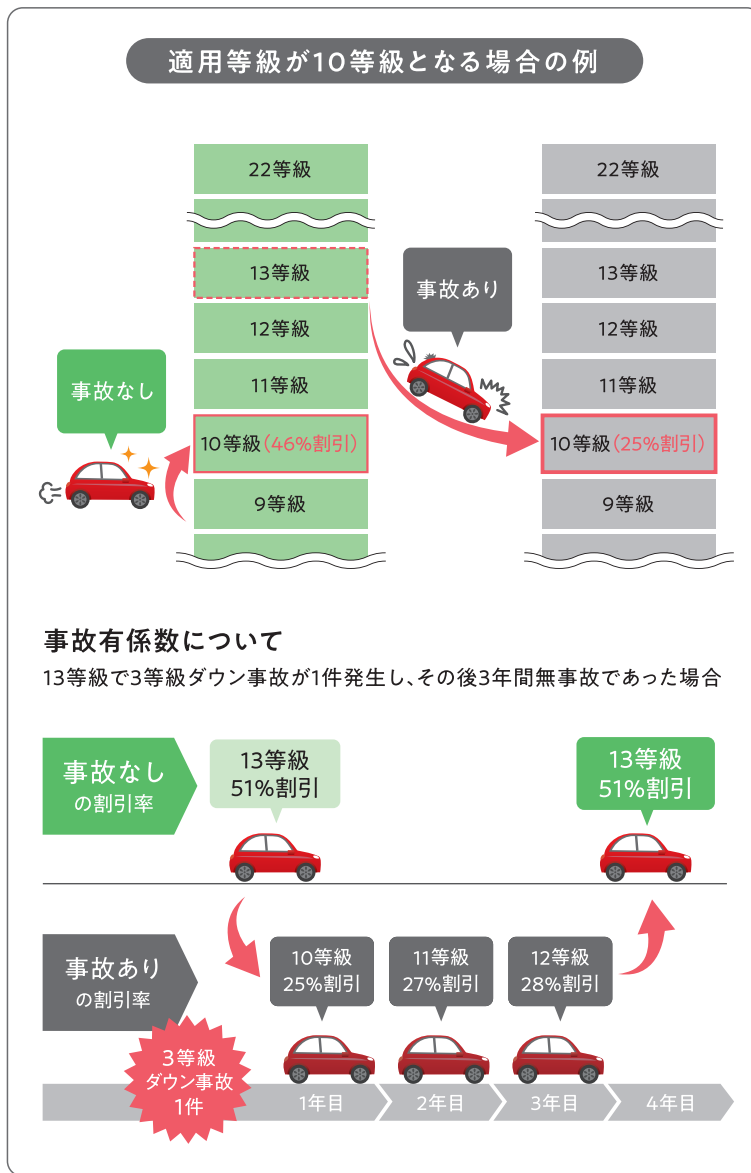 適用等級が10等級となる場合の例
22等級
13等級
12等級
11等級
10等級(46%割引)
9等級
事故なし
事故あり
22等級
13等級
12等級
11等級
10等級(25%割引)
9等級
事故有係数について
13等級で3等級ダウン事故が1件発生し、その後3年間無事故であった場合
事故なし
の割引率
13等級
51%割引
13等級
51%割引
事故あり
の割引率
10等級
25%割引
11等級
27%割引
12等級
28%割引
3等級
ダウン事故
1件
1年目
2年目
3年目
4年目